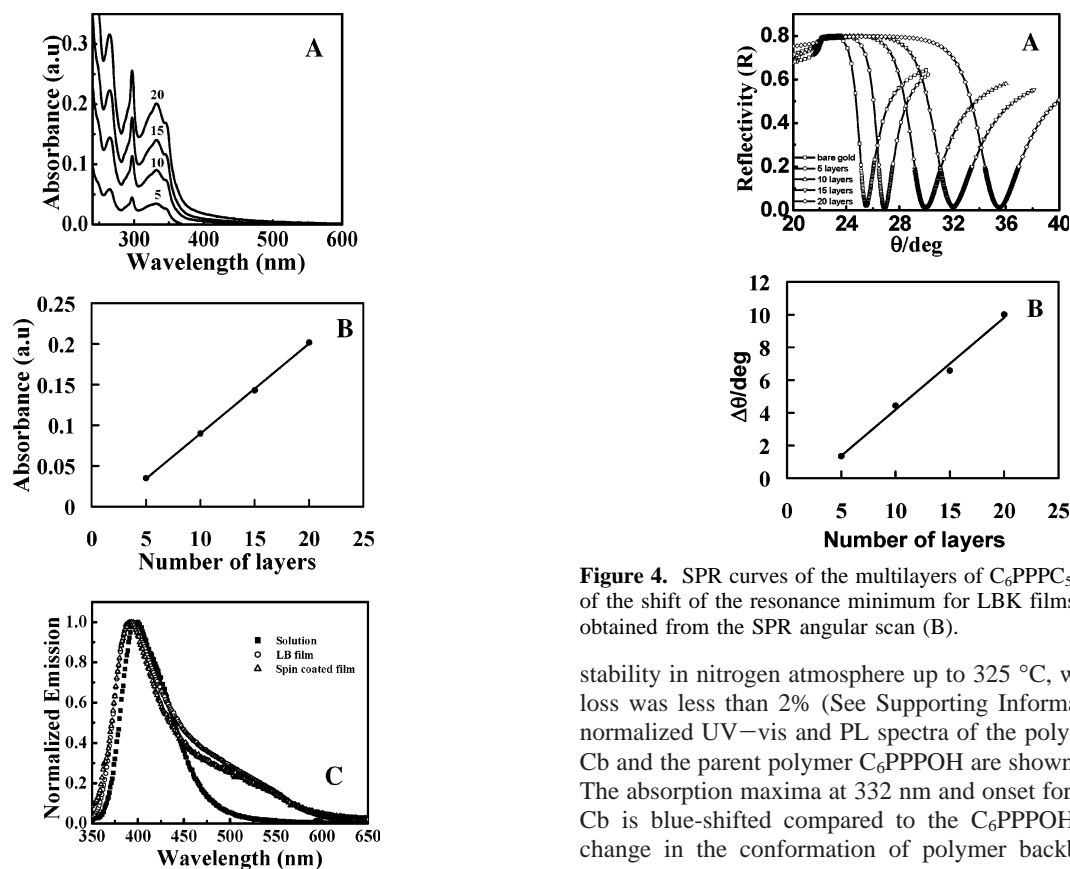 A
Absorbance (a.u)
0.3
0.2
0.1
0.0
20
15
10
5
300 400 500 600
Wavelength (nm)
B
Absorbance (a.u)
0.25
0.2
0.15
0.1
0.05
0
0 5 10 15 20 25
Number of layers
C
Normalized Emission
1.0
0.8
0.6
0.4
0.2
0.0
Solution
LB film
Spin coated film
350 400 450 500 550 600 650
Wavelength (nm)
A
Reflectivity (R)
0.8
0.6
0.4
0.2
0.0
bare gold
5 layers
10 layers
15 layers
20 layers
20 24 28 32 36 40
θ/deg
B
Δθ/deg
12
10
8
6
4
2
0
0 5 10 15 20 25
Number of layers
Figure 4. SPR curves of the multilayers of C₆PPPC₅
of the shift of the resonance minimum for LBK films
obtained from the SPR angular scan (B).
stability in nitrogen atmosphere up to 325 °C, w
loss was less than 2% (See Supporting Informa
normalized UV−vis and PL spectra of the poly
Cb and the parent polymer C₆PPPOH are shown
The absorption maxima at 332 nm and onset for
Cb is blue-shifted compared to the C₆PPPOH
change in the conformation of polymer backb